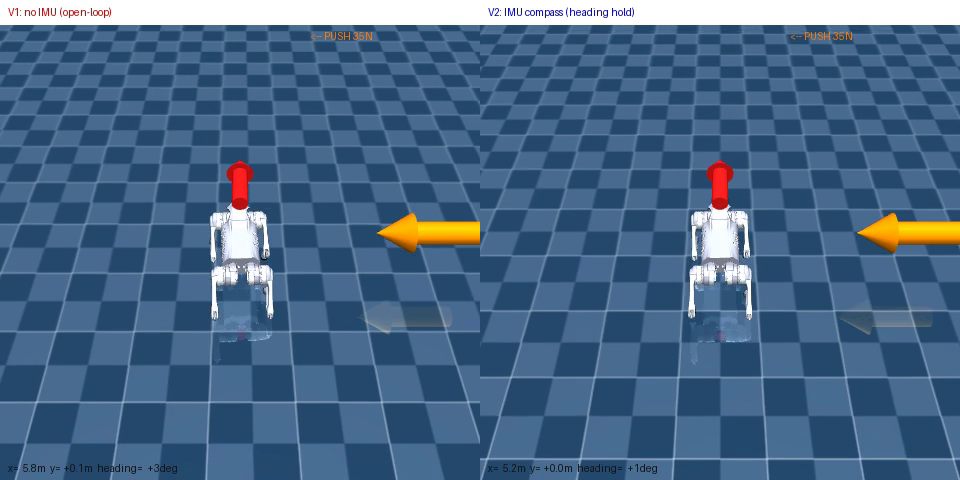 V1: no IMU (open-loop)
V2: IMU compass (heading hold)
<-- PUSH 35N
<-- PUSH 35N
x= 5.8m y= +0.1m heading= +3deg
x= 5.2m y= +0.0m heading= +1deg